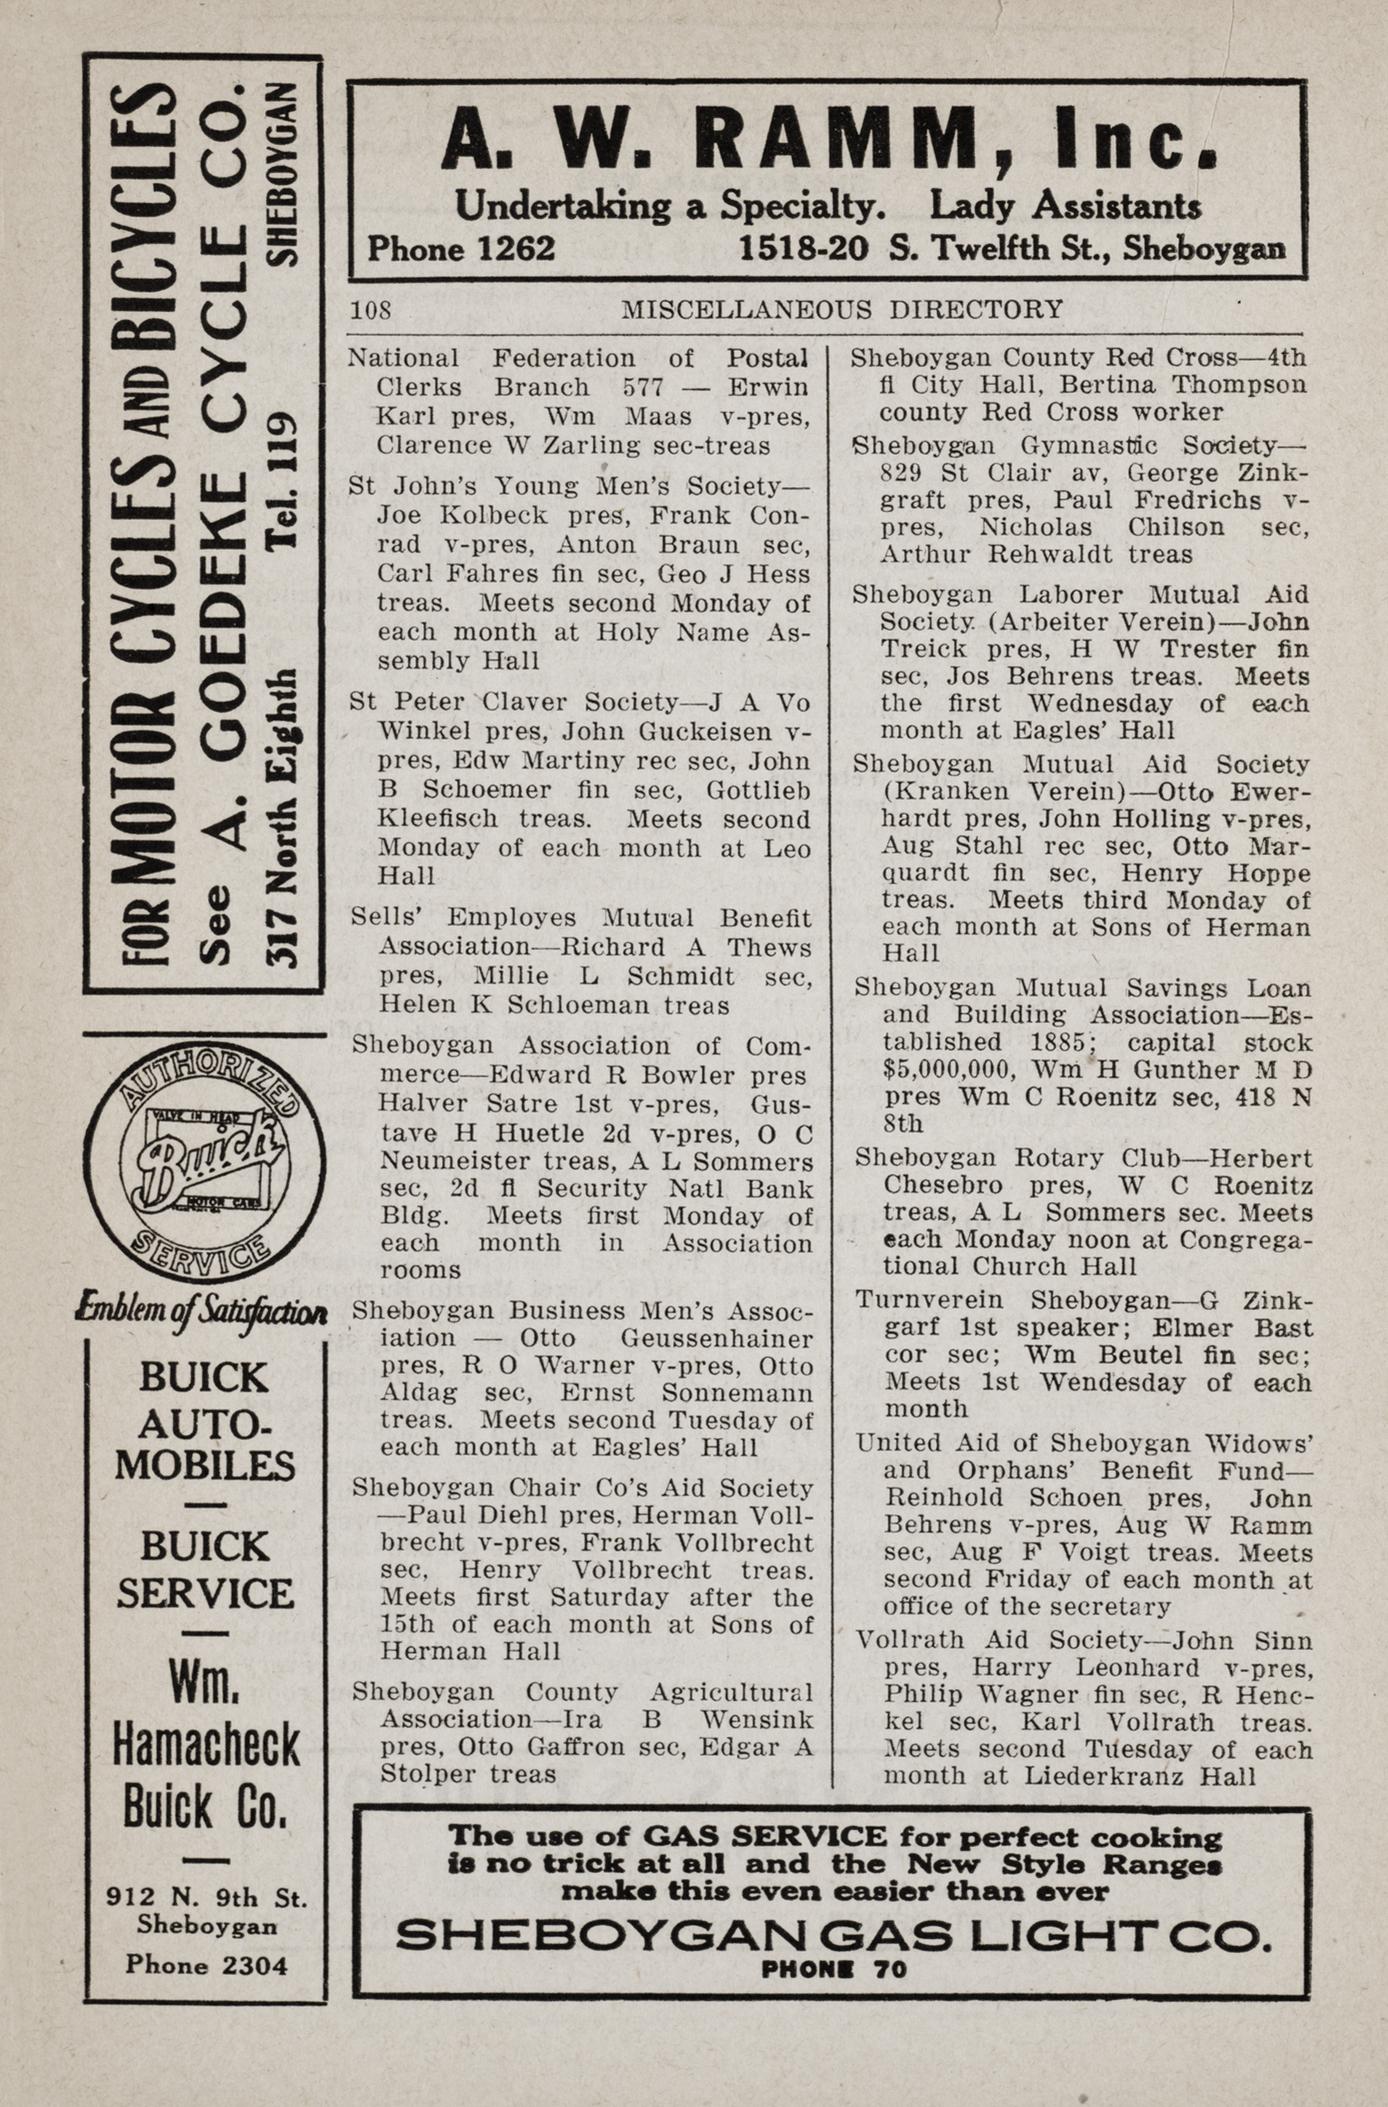 FOR MOTOR CYCLES AND BICYCLES
See A. GOEDEKE CYCLE CO.
317 North Eighth Tel. 119 SHEBOYGAN
AUTHORIZED
VALVE IN HEAD
Buick
MOTOR CARS
SERVICE
Emblem of Satisfaction
BUICK
AUTO-
MOBILES
BUICK
SERVICE
Wm.
Hamacheck
Buick Co.
912 N. 9th St.
Sheboygan
Phone 2304
A. W. RAMM, Inc.
Undertaking a Specialty. Lady Assistants
Phone 1262 1518-20 S. Twelfth St., Sheboygan
108 MISCELLANEOUS DIRECTORY
National Federation of Postal
Clerks Branch 577 — Erwin
Karl pres, Wm Maas v-pres,
Clarence W Zarling sec-treas
St John's Young Men's Society—
Joe Kolbeck pres, Frank Con-
rad v-pres, Anton Braun sec,
Carl Fahres fin sec, Geo J Hess
treas. Meets second Monday of
each month at Holy Name As-
sembly Hall
St Peter Claver Society—J A Vo
Winkel pres, John Guckeisen v-
pres, Edw Martiny rec sec, John
B Schoemer fin sec, Gottlieb
Kleefisch treas. Meets second
Monday of each month at Leo
Hall
Sells' Employes Mutual Benefit
Association—Richard A Thews
pres, Millie L Schmidt sec,
Helen K Schloeman treas
Sheboygan Association of Com-
merce—Edward R Bowler pres
Halver Satre 1st v-pres, Gus-
tave H Huetle 2d v-pres, O C
Neumeister treas, A L Sommers
sec, 2d fl Security Natl Bank
Bldg. Meets first Monday of
each month in Association
rooms
Sheboygan Business Men's Assoc-
iation — Otto Geussenhainer
pres, R O Warner v-pres, Otto
Aldag sec, Ernst Sonnemann
treas. Meets second Tuesday of
each month at Eagles' Hall
Sheboygan Chair Co's Aid Society
—Paul Diehl pres, Herman Voll-
brecht v-pres, Frank Vollbrecht
sec, Henry Vollbrecht treas.
Meets first Saturday after the
15th of each month at Sons of
Herman Hall
Sheboygan County Agricultural
Association—Ira B Wensink
pres, Otto Gaffron sec, Edgar A
Stolper treas
Sheboygan County Red Cross—4th
fl City Hall, Bertina Thompson
county Red Cross worker
Sheboygan Gymnastic Society—
829 St Clair av, George Zink-
graft pres, Paul Fredrichs v-
pres, Nicholas Chilson sec,
Arthur Rehwaldt treas
Sheboygan Laborer Mutual Aid
Society. (Arbeiter Verein)—John
Treick pres, H W Trester fin
sec, Jos Behrens treas. Meets
the first Wednesday of each
month at Eagles' Hall
Sheboygan Mutual Aid Society
(Kranken Verein)—Otto Ewer-
hardt pres, John Holling v-pres,
Aug Stahl rec sec, Otto Mar-
quardt fin sec, Henry Hoppe
treas. Meets third Monday of
each month at Sons of Herman
Hall
Sheboygan Mutual Savings Loan
and Building Association—Es-
tablished 1885; capital stock
$5,000,000, Wm H Gunther M D
pres Wm C Roenitz sec, 418 N
8th
Sheboygan Rotary Club—Herbert
Chesebro pres, W C Roenitz
treas, A L Sommers sec. Meets
each Monday noon at Congrega-
tional Church Hall
Turnverein Sheboygan—G Zink-
garf 1st speaker; Elmer Bast
cor sec; Wm Beutel fin sec;
Meets 1st Wendesday of each
month
United Aid of Sheboygan Widows'
and Orphans' Benefit Fund—
Reinhold Schoen pres, John
Behrens v-pres, Aug W Ramm
sec, Aug F Voigt treas. Meets
second Friday of each month at
office of the secretary
Vollrath Aid Society—John Sinn
pres, Harry Leonhard v-pres,
Philip Wagner fin sec, R Henc-
kel sec, Karl Vollrath treas.
Meets second Tuesday of each
month at Liederkranz Hall
The use of GAS SERVICE for perfect cooking
is no trick at all and the New Style Ranges
make this even easier than ever
SHEBOYGAN GAS LIGHT CO.
PHONE 70